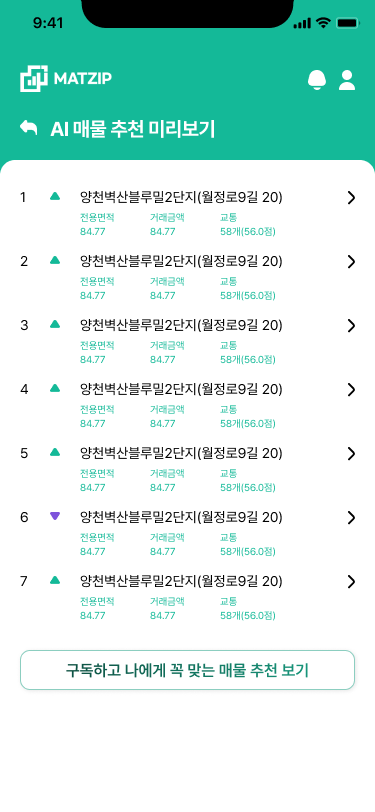 9:41
MATZIP
AI 매물 추천 미리보기
1 양천벽산블루밍2단지(월정로9길 20)
전용면적 거래금액 교통
84.77 84.77 58개(56.0점)
2 양천벽산블루밍2단지(월정로9길 20)
전용면적 거래금액 교통
84.77 84.77 58개(56.0점)
3 양천벽산블루밍2단지(월정로9길 20)
전용면적 거래금액 교통
84.77 84.77 58개(56.0점)
4 양천벽산블루밍2단지(월정로9길 20)
전용면적 거래금액 교통
84.77 84.77 58개(56.0점)
5 양천벽산블루밍2단지(월정로9길 20)
전용면적 거래금액 교통
84.77 84.77 58개(56.0점)
6 양천벽산블루밍2단지(월정로9길 20)
전용면적 거래금액 교통
84.77 84.77 58개(56.0점)
7 양천벽산블루밍2단지(월정로9길 20)
전용면적 거래금액 교통
84.77 84.77 58개(56.0점)
구독하고 나에게 꼭 맞는 매물 추천 보기